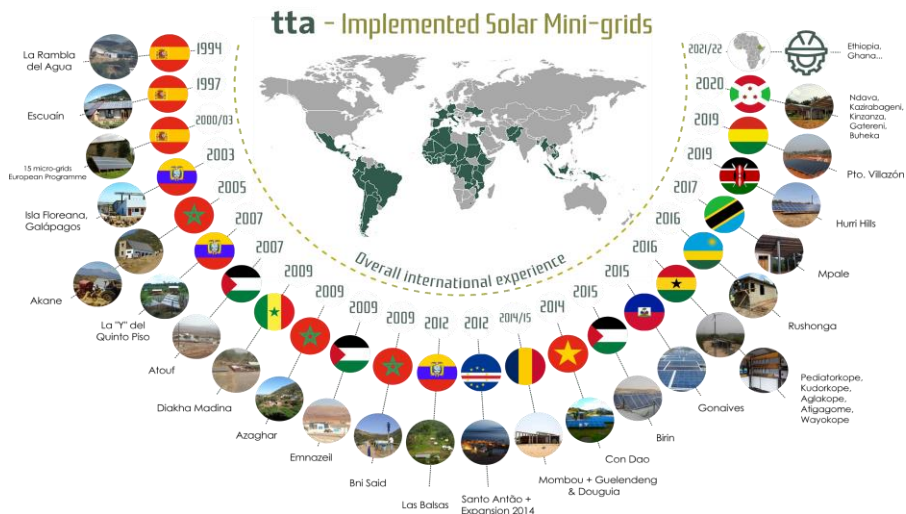 tta - Implemented Solar Mini-grids
La Rambla
del Agua
1994
Escuaín
1997
15 micro-grids
European Programme
2000/03
Isla Floreana,
Galápagos
2003
Akane
2005
La "Y" del
Quinto Piso
2007
Atouf
2007
Diakha Madina
2009
Azaghar
2009
Emnazeil
2009
Bni Said
2009
Las Balsas
2012
Santo Antão +
Expansion 2014
2012
Mombou + Guelendeng
& Douguia
2014/15
Con Dao
2014
Birin
2015
Gonaives
2015
Pediatorkope,
Kudorkope,
Aglakope,
Atigagome,
Wayokope
2016
Rushonga
2016
Mpale
2017
Hurri Hills
2019
Pto. Villazón
2019
Ndava,
Kazirabageni,
Kinzanza,
Gatereni,
Buheka
2020
Ethiopia,
Ghana...
2021/22
Overall international experience